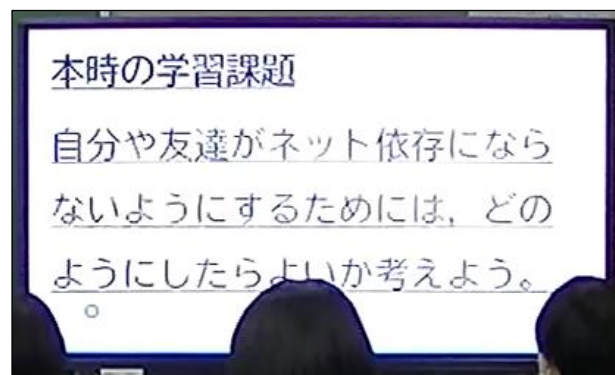 本時の学習課題
自分や友達がネット依存になら
ないようにするためには，どの
ようにしたらよいか考えよう。